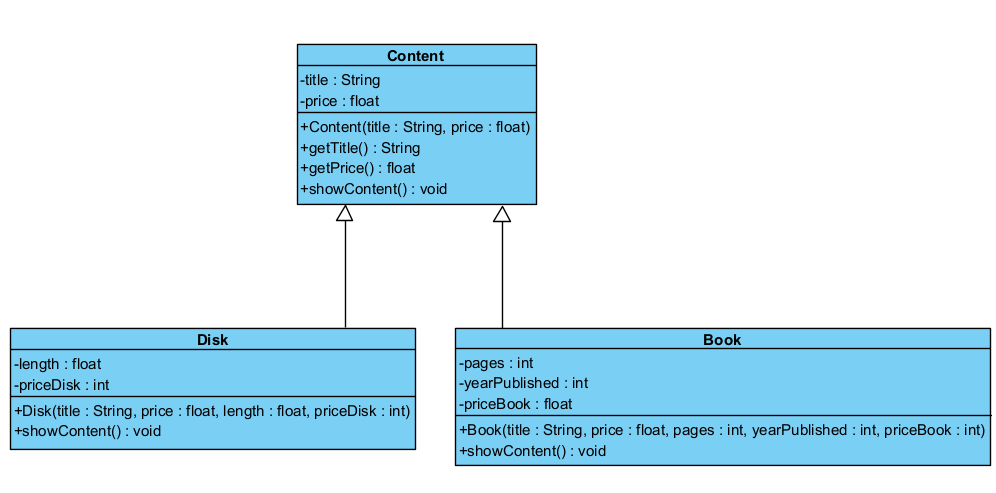 Content
-title : String
-price : float
+Content(title : String, price : float)
+getTitle() : String
+getPrice() : float
+showContent() : void
Disk
-length : float
-priceDisk : int
+Disk(title : String, price : float, length : float, priceDisk : int)
+showContent() : void
Book
-pages : int
-yearPublished : int
-priceBook : float
+Book(title : String, price : float, pages : int, yearPublished : int, priceBook : int)
+showContent() : void